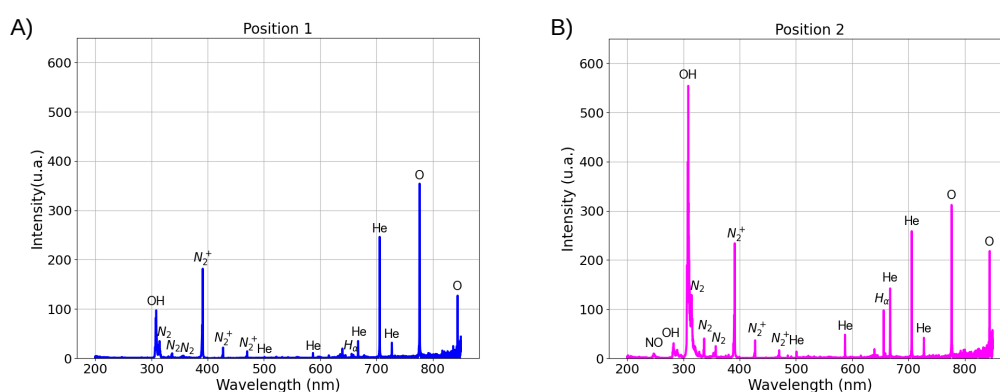 A)
Position 1
Intensity(u.a.)
600
500
400
300
200
100
0
OH
N₂
N₂
N₂
N₂⁺
N₂⁺
N₂⁺
He
He
Hα
He
He
He
O
O
200 300 400 500 600 700 800
Wavelength (nm)
B)
Position 2
Intensity (u.a.)
600
500
400
300
200
100
0
NO
OH
OH
N₂
N₂
N₂
N₂⁺
N₂⁺
N₂⁺
He
He
Hα
He
He
He
O
O
200 300 400 500 600 700 800
Wavelength (nm)